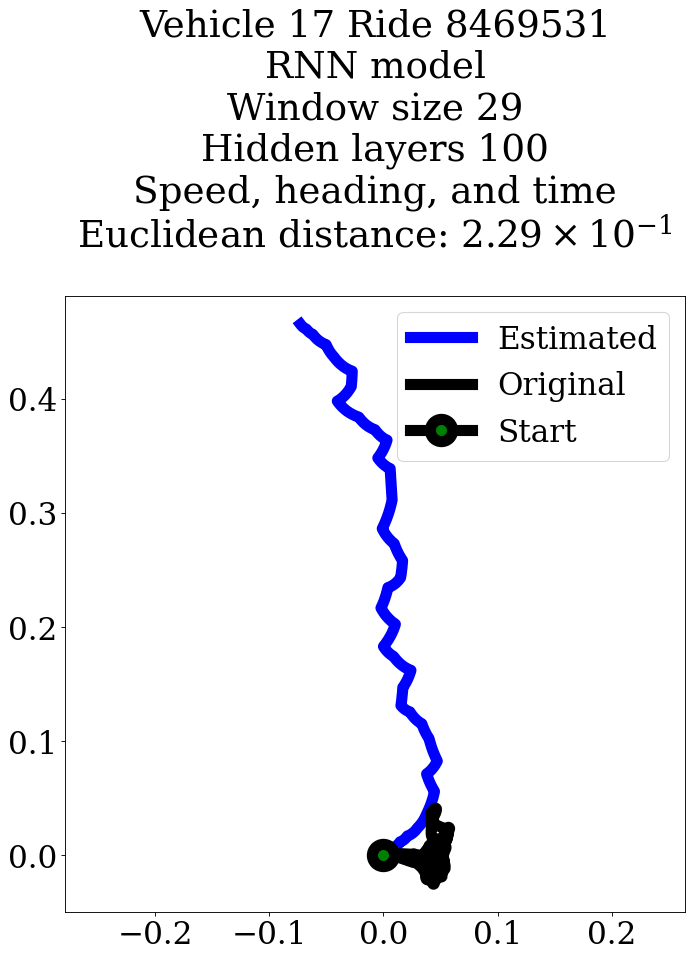 Vehicle 17 Ride 8469531
RNN model
Window size 29
Hidden layers 100
Speed, heading, and time
Euclidean distance: 2.29 × 10⁻¹
Estimated
Original
Start
0.4
0.3
0.2
0.1
0.0
−0.2 −0.1 0.0 0.1 0.2